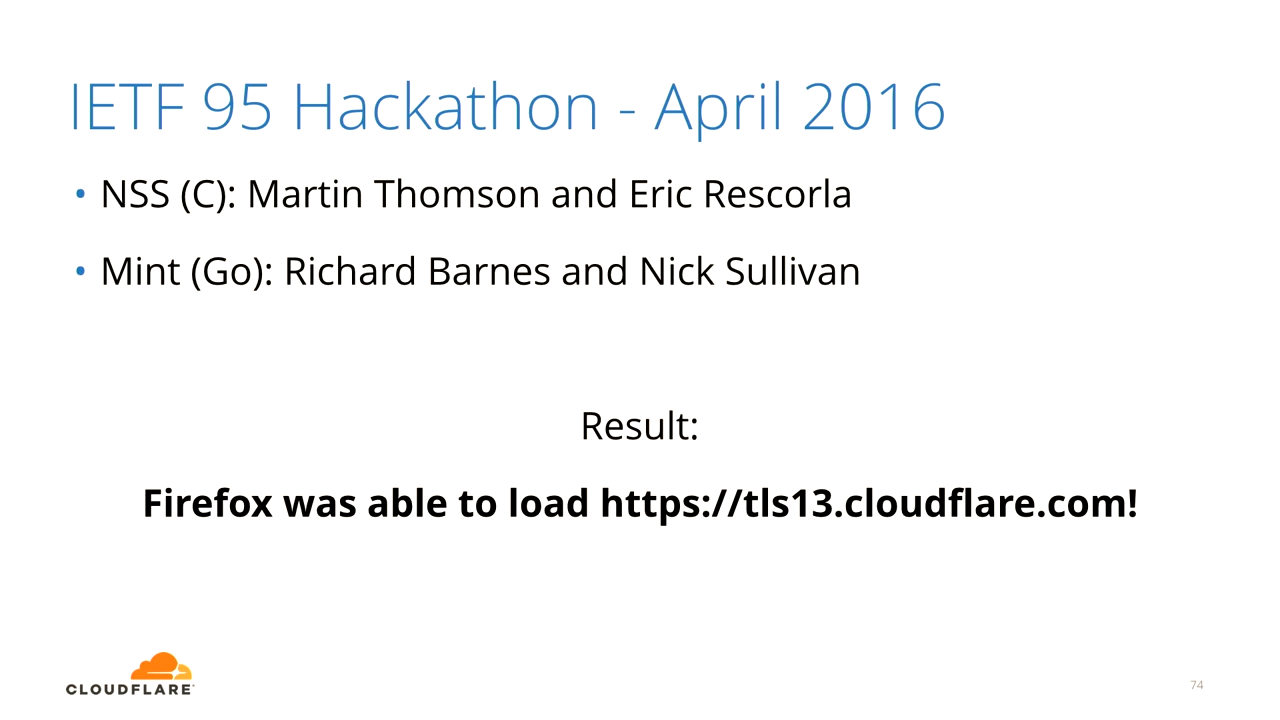 IETF 95 Hackathon - April 2016
• NSS (C): Martin Thomson and Eric Rescorla
• Mint (Go): Richard Barnes and Nick Sullivan
Result:
Firefox was able to load https://tls13.cloudflare.com!
CLOUDFLARE
74